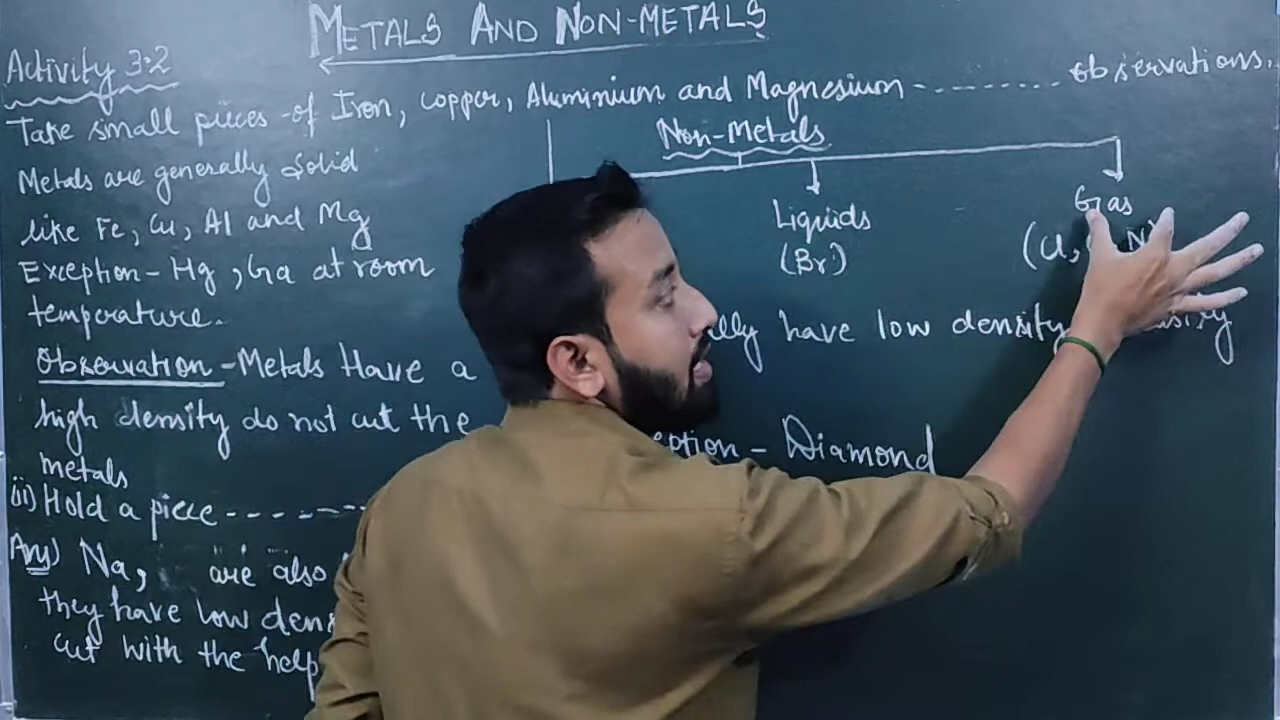 METALS AND NON-METALS
Activity 3.2
Take small pieces of Iron, copper, Aluminium and Magnesium -------- observations.
Metals are generally solid
like Fe, Cu, Al and Mg
Exception - Hg, Ga at room
temperature.
Observation - Metals Have a
high density do not cut the
metals
(ii) Hold a piece -------
Ans) Na, are also
they have low
cut with the help
Non-Metals
Liquids
(Br)
Gas
(Cl, N)
have low density
Diamond